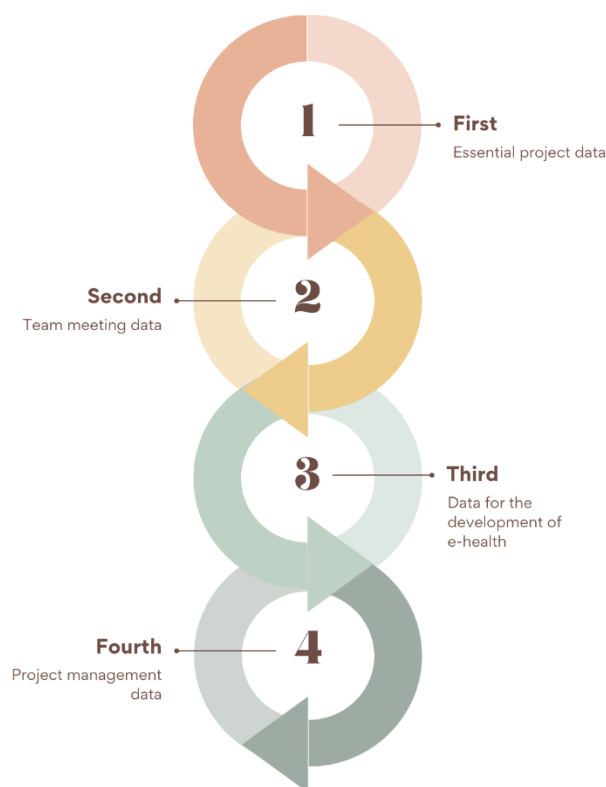 1
First
Essential project data
2
Second
Team meeting data
3
Third
Data for the
development of
e-health
4
Fourth
Project management
data